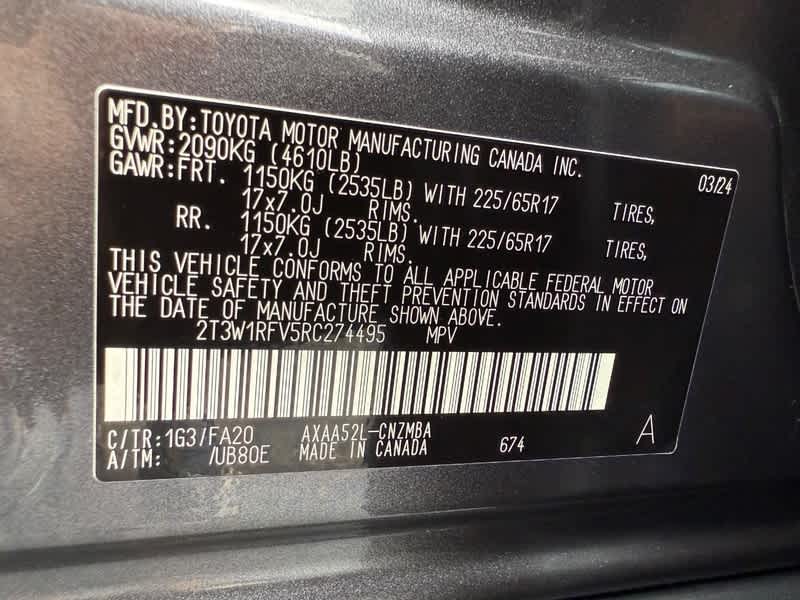 MFD.BY:TOYOTA MOTOR MANUFACTURING CANADA INC.
GVWR:2090KG (4610LB) 03/24
GAWR:FRT. 1150KG (2535LB) WITH 225/65R17 TIRES,
17x7.0J RIMS.
RR. 1150KG (2535LB) WITH 225/65R17 TIRES,
17x7.0J RIMS.
THIS VEHICLE CONFORMS TO ALL APPLICABLE FEDERAL MOTOR
VEHICLE SAFETY AND THEFT PREVENTION STANDARDS IN EFFECT ON
THE DATE OF MANUFACTURE SHOWN ABOVE.
2T3W1RFV5RC274495 MPV
C/TR:1G3/FA20 AXAA52L-CNZMBA 674 A
A/TM: /UB80E MADE IN CANADA